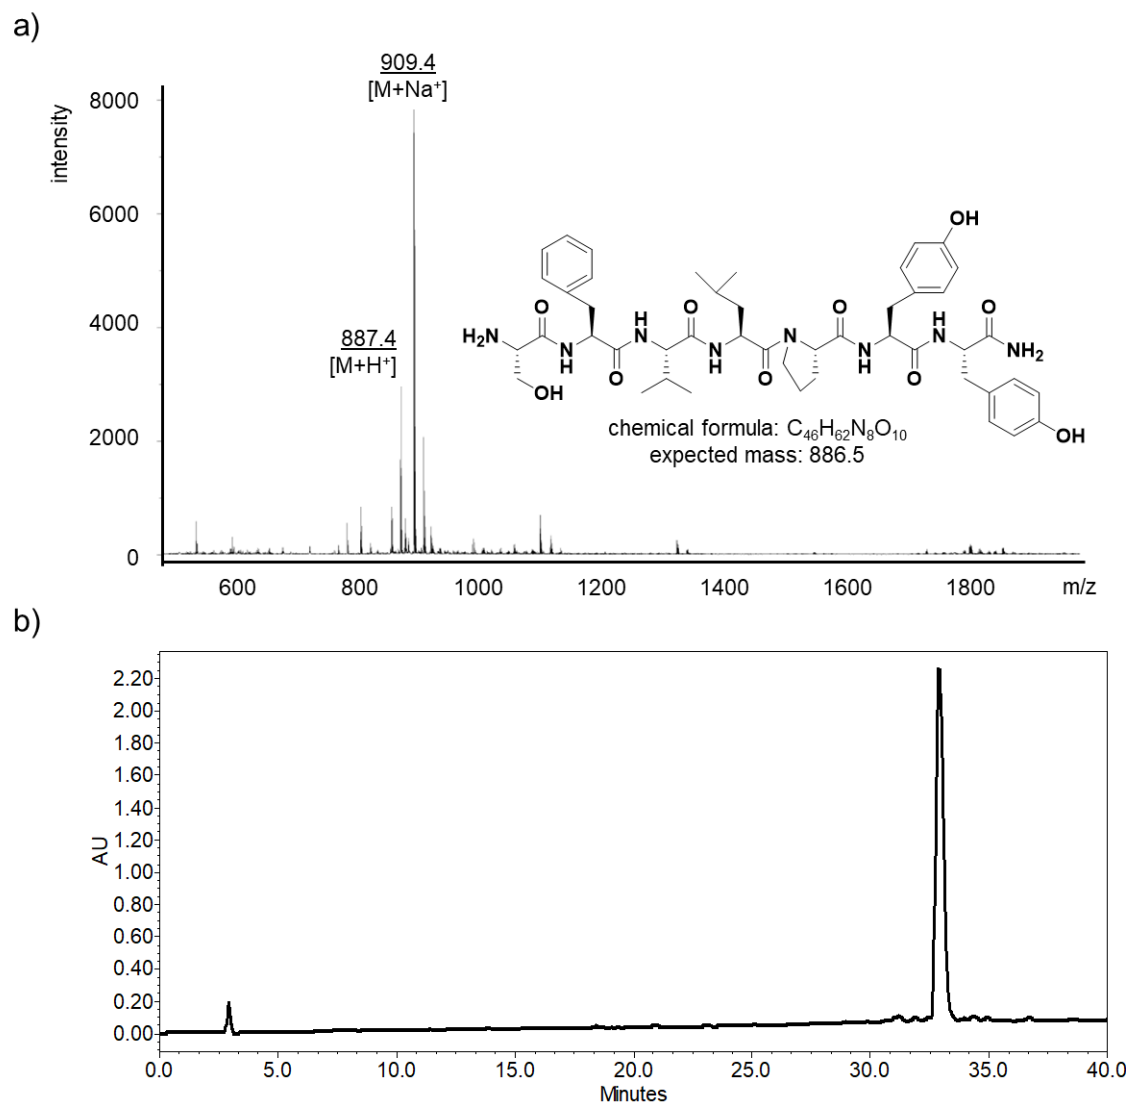 a)
909.4
[M+Na⁺]
8000
intensity
6000
OH
4000
887.4
[M+H⁺]
H₂N
O
N
H
O
H
N
O
N
H
O
N
O
N
H
O
H
N
O
NH₂
OH
OH
chemical formula: C₄₆H₆₂N₈O₁₀
expected mass: 886.5
2000
0
600 800 1000 1200 1400 1600 1800 m/z
b)
2.20
2.00
1.80
1.60
1.40
1.20
AU
1.00
0.80
0.60
0.40
0.20
0.00
0.0 5.0 10.0 15.0 20.0 25.0 30.0 35.0 40.0
Minutes